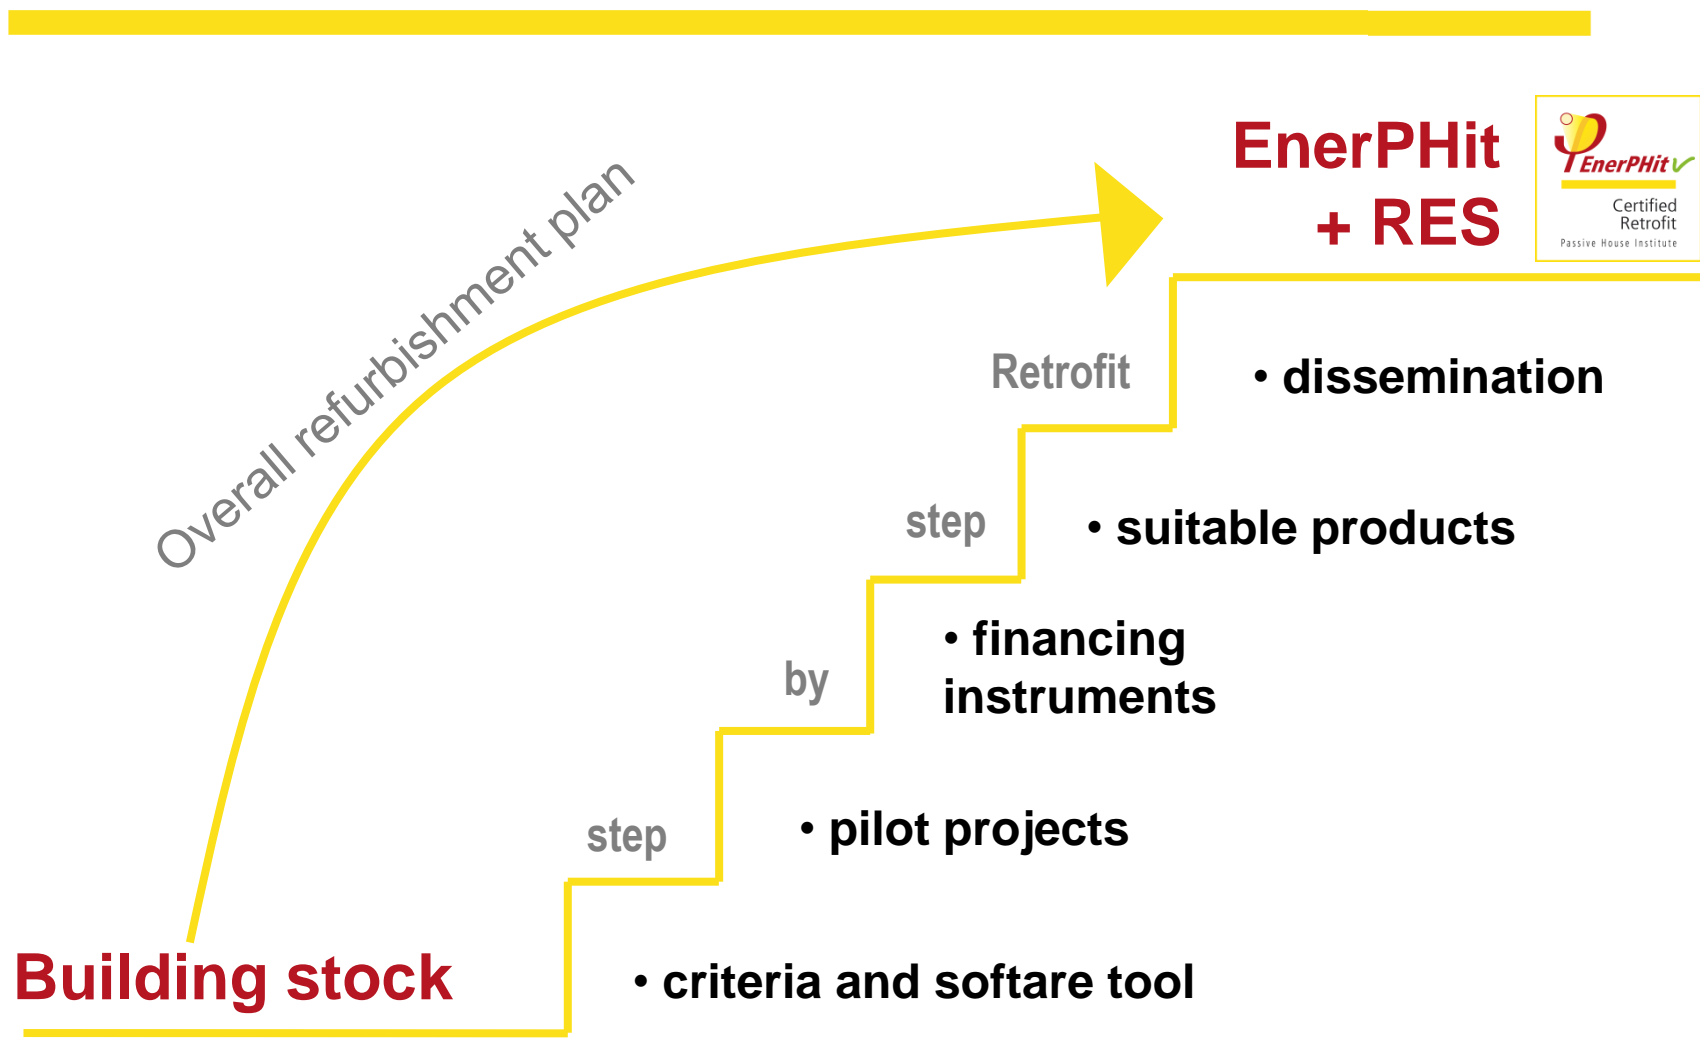 EnerPHit
+ RES
EnerPHit
Certified
Retrofit
Passive House Institute
Overall refurbishment plan
Retrofit
• dissemination
step
• suitable products
• financing
instruments
by
• pilot projects
step
Building stock
• criteria and softare tool